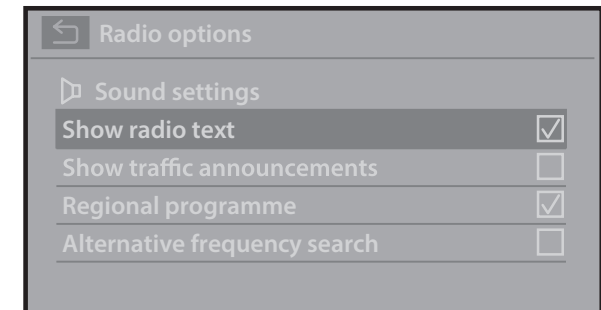 Radio options
Sound settings
Show radio text
Show traffic announcements
Regional programme
Alternative frequency search